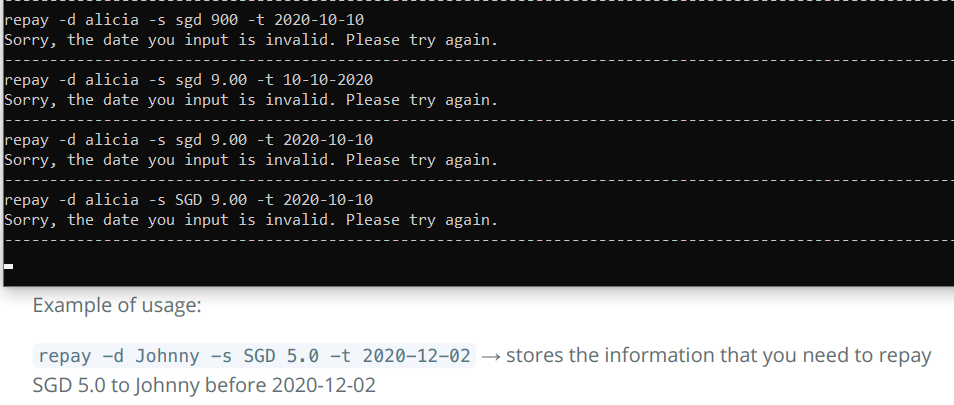 repay -d alicia -s sgd 900 -t 2020-10-10
Sorry, the date you input is invalid. Please try again.
repay -d alicia -s sgd 9.00 -t 10-10-2020
Sorry, the date you input is invalid. Please try again.
repay -d alicia -s sgd 9.00 -t 2020-10-10
Sorry, the date you input is invalid. Please try again.
repay -d alicia -s SGD 9.00 -t 2020-10-10
Sorry, the date you input is invalid. Please try again.
Example of usage:
repay -d Johnny -s SGD 5.0 -t 2020-12-02 → stores the information that you need to repay
SGD 5.0 to Johnny before 2020-12-02